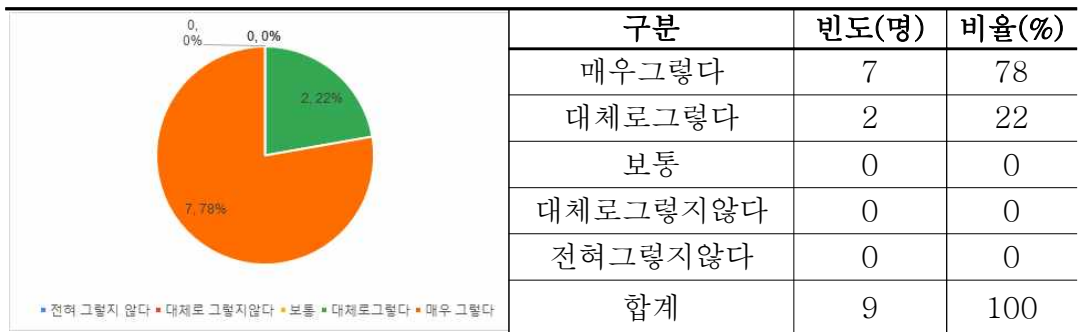 0,
0%
0, 0%
2, 22%
7, 78%
▪ 전혀 그렇지 않다 ▪ 대체로 그렇지않다 ▪ 보통 ▪ 대체로그렇다 ▪ 매우 그렇다
구분 빈도(명) 비율(%)
매우그렇다 7 78
대체로그렇다 2 22
보통 0 0
대체로그렇지않다 0 0
전혀그렇지않다 0 0
합계 9 100